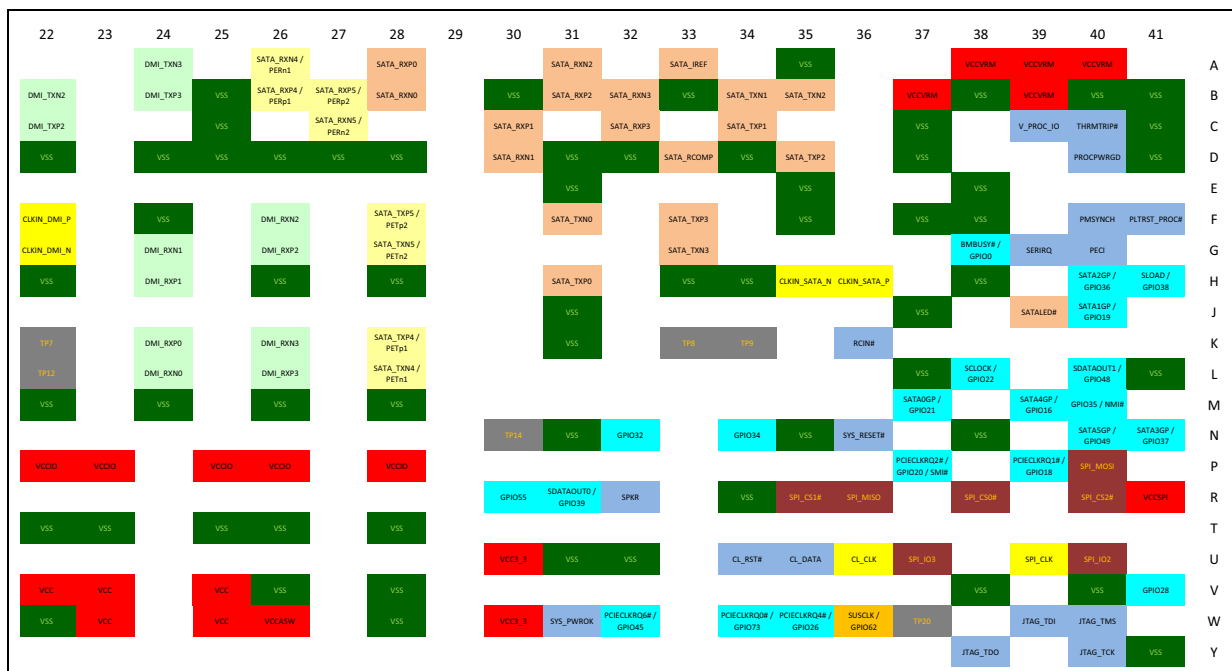 22 23 24 25 26 27 28 29 30 31 32 33 34 35 36 37 38 39 40 41
DMI_TXN3 SATA_RXN4 / PERn1 SATA_RXP0 SATA_RXN2 SATA_IREF VSS VCCVRM VCCVRM VCCVRM A
DMI_TXN2 DMI_TXP3 VSS SATA_RXP4 / PERp1 SATA_RXP5 / PERp2 SATA_RXN0 VSS SATA_RXP2 SATA_RXN3 VSS SATA_TXN1 SATA_TXN2 VCCVRM VSS VCCVRM VSS VSS B
DMI_TXP2 VSS SATA_RXN5 / PERn2 SATA_RXP1 SATA_RXP3 SATA_TXP1 VSS V_PROC_IO THRMTRIP# VSS C
VSS VSS VSS VSS VSS VSS SATA_RXN1 VSS VSS SATA_RCOMP VSS SATA_TXP2 VSS PROCPWRGD VSS D
VSS VSS VSS E
CLKIN_DMI_P VSS DMI_RXN2 SATA_TXP5 / PETp2 SATA_TXN0 SATA_TXP3 VSS VSS VSS PMSYNCH PLTRST_PROC# F
CLKIN_DMI_N DMI_RXN1 DMI_RXP2 SATA_TXN5 / PETn2 SATA_TXN3 BMBUSY# / GPIO0 SERIRQ PECI G
VSS DMI_RXP1 VSS VSS SATA_TXP0 VSS VSS CLKIN_SATA_N CLKIN_SATA_P VSS SATA2GP / GPIO36 SLOAD / GPIO38 H
VSS VSS SATALED# SATA1GP / GPIO19 J
TP7 DMI_RXP0 DMI_RXN3 SATA_TXP4 / PETp1 VSS TP8 TP9 RCIN# K
TP12 DMI_RXN0 DMI_RXP3 SATA_TXN4 / PETn1 VSS SCLOCK / GPIO22 SDATAOUT1 / GPIO48 VSS L
VSS VSS VSS VSS SATA0GP / GPIO21 SATA4GP / GPIO16 GPIO35 / NMI# M
TP14 VSS GPIO32 GPIO34 VSS SYS_RESET# VSS SATA5GP / GPIO49 SATA3GP / GPIO37 N
VCCIO VCCIO VCCIO VCCIO VCCIO PCIECLKRQ2# / GPIO20 / SMI# PCIECLKRQ1# / GPIO18 SPI_MOSI P
GPIO55 SDATAOUT0 / GPIO39 SPKR VSS SPI_CS1# SPI_MISO SPI_CS0# SPI_CS2# VCCSPI R
VSS VSS VSS VSS T
VCC3_3 VSS VSS CL_RST# CL_DATA CL_CLK SPI_IO3 SPI_CLK SPI_IO2 U
VCC VCC VCC VSS VSS VSS VSS GPIO28 V
VSS VCC VCC VCCASW VSS VCC3_3 SYS_PWROK PCIECLKRQ6# / GPIO45 PCIECLKRQ0# / GPIO73 PCIECLKRQ4# / GPIO26 SUSCLK / GPIO62 TP20 JTAG_TDI JTAG_TMS W
JTAG_TDO JTAG_TCK VSS Y